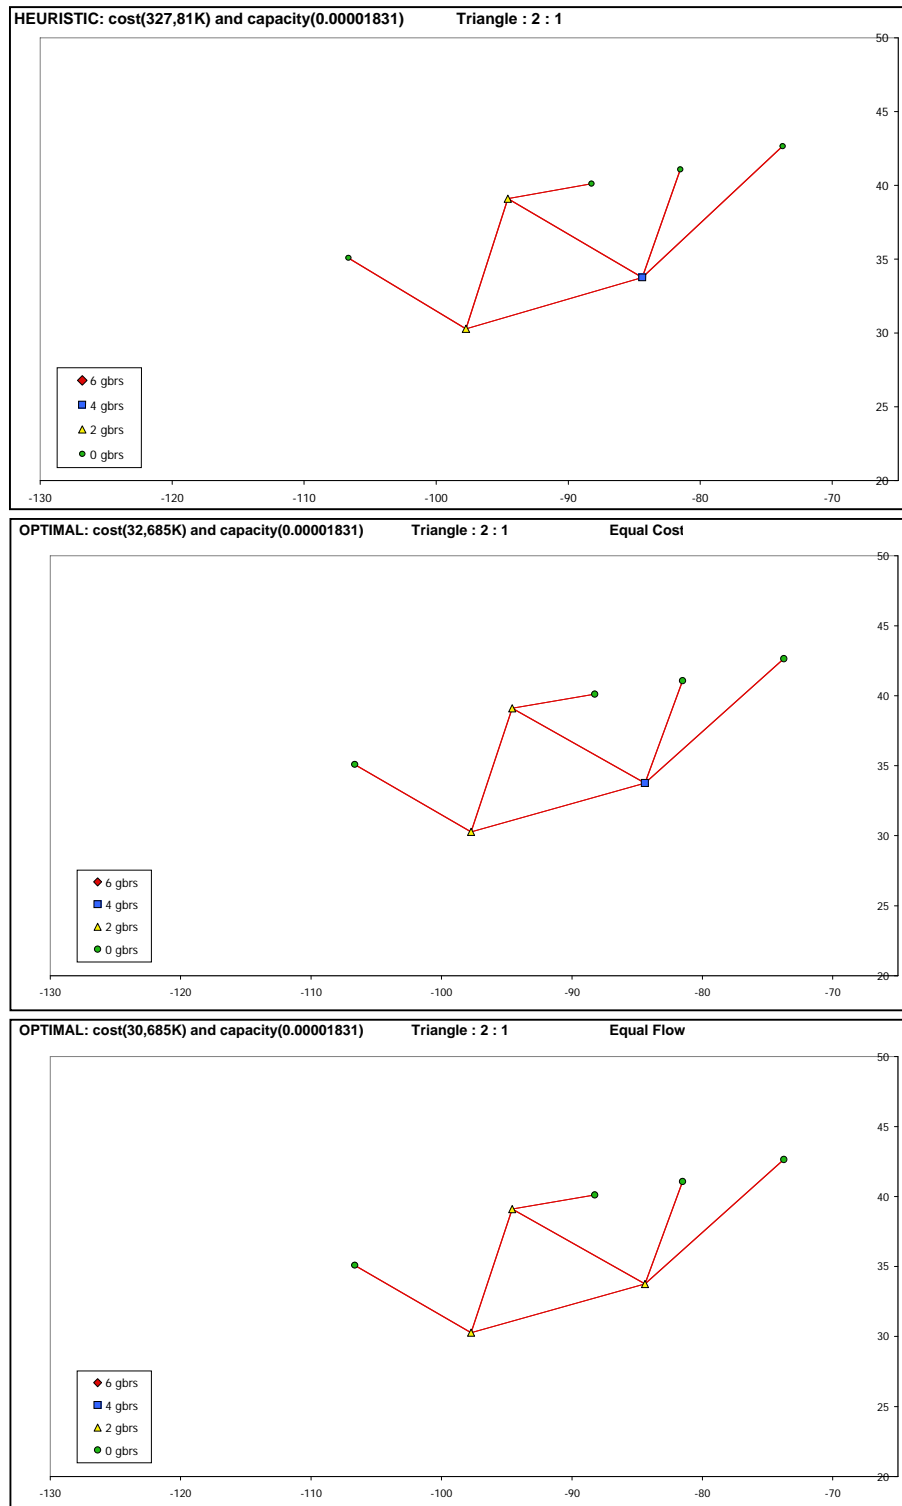 HEURISTIC: cost(327,81K) and capacity(0.00001831) Triangle : 2 : 1
50
45
40
35
30
25
20
6 gbrs
4 gbrs
2 gbrs
0 gbrs
-130 -120 -110 -100 -90 -80 -70
OPTIMAL: cost(32,685K) and capacity(0.00001831) Triangle : 2 : 1 Equal Cost
50
45
40
35
30
25
20
6 gbrs
4 gbrs
2 gbrs
0 gbrs
-130 -120 -110 -100 -90 -80 -70
OPTIMAL: cost(30,685K) and capacity(0.00001831) Triangle : 2 : 1 Equal Flow
50
45
40
35
30
25
20
6 gbrs
4 gbrs
2 gbrs
0 gbrs
-130 -120 -110 -100 -90 -80 -70